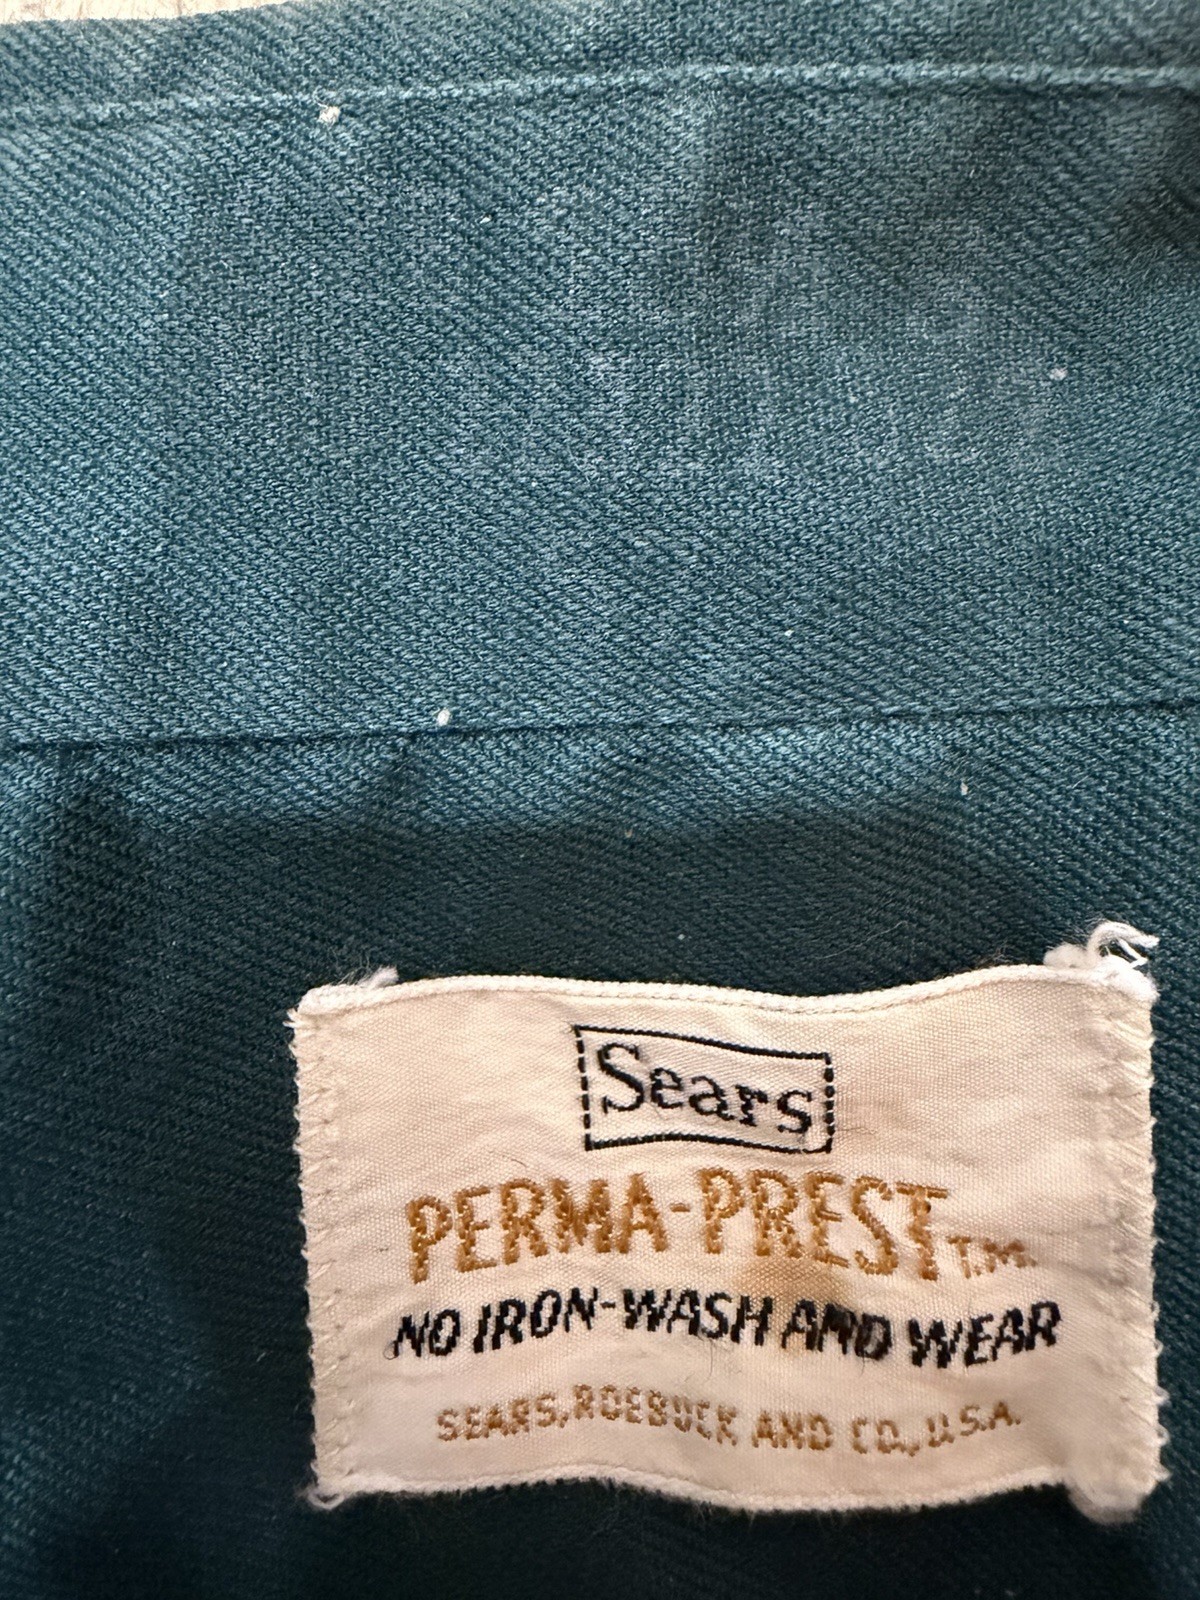 Sears
PERMA-PREST T.M.
NO IRON-WASH AND WEAR
SEARS, ROEBUCK AND CO., U.S.A.